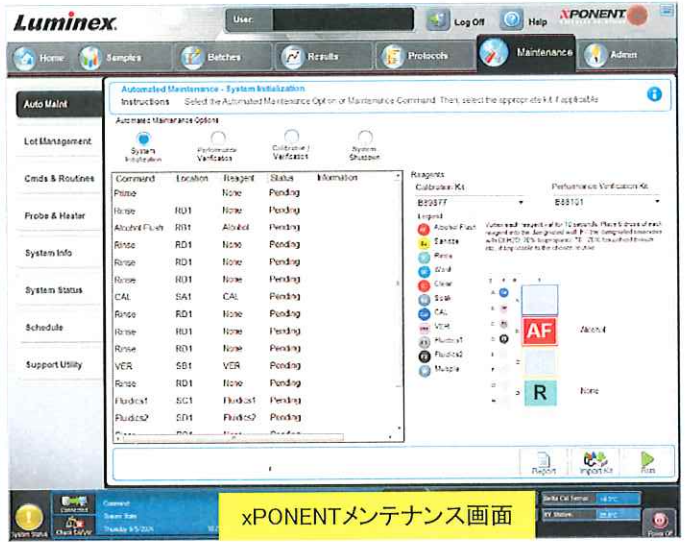 Luminex.
User:
Log Off
Help
XPONENT
Home
Samples
Batches
Results
Protocols
Maintenance
Admin
Auto Maint
Lot Management
Cmds & Routines
Probe & Heater
System Info
System Status
Schedule
Support Utility
Automated Maintenance - System Initialization
Instructions Select the Automated Maintenance Option or Maintenance Command. Then, select the appropriate kit if applicable
Automated Maintenance Options
System Initialization
Performance Verification
Calibration / Verification
System Shutdown
Command Location Reagent Status Information
Prime None Pending
Rinse RD1 None Pending
Alcohol Flush RB1 Alcohol Pending
Rinse RD1 None Pending
Rinse RD1 None Pending
Rinse RD1 None Pending
CAL SA1 CAL Pending
Rinse RD1 None Pending
Rinse RD1 None Pending
VER SB1 VER Pending
Rinse RD1 None Pending
Fluidics1 SC1 Fluidics1 Pending
Fluidics2 SD1 Fluidics2 Pending
Reagents
Calibration Kit
Performance Verification Kit
Legend
Alcohol Flush
Sanitize
Rinse
Wash
Clean
Soak
CAL
VER
Fluidics1
Fluidics2
Multiple
AF
Alcohol
R
None
Report
Import Kit
Run
System Status
Connected
Command
Power Off
xPONENTメンテナンス画面